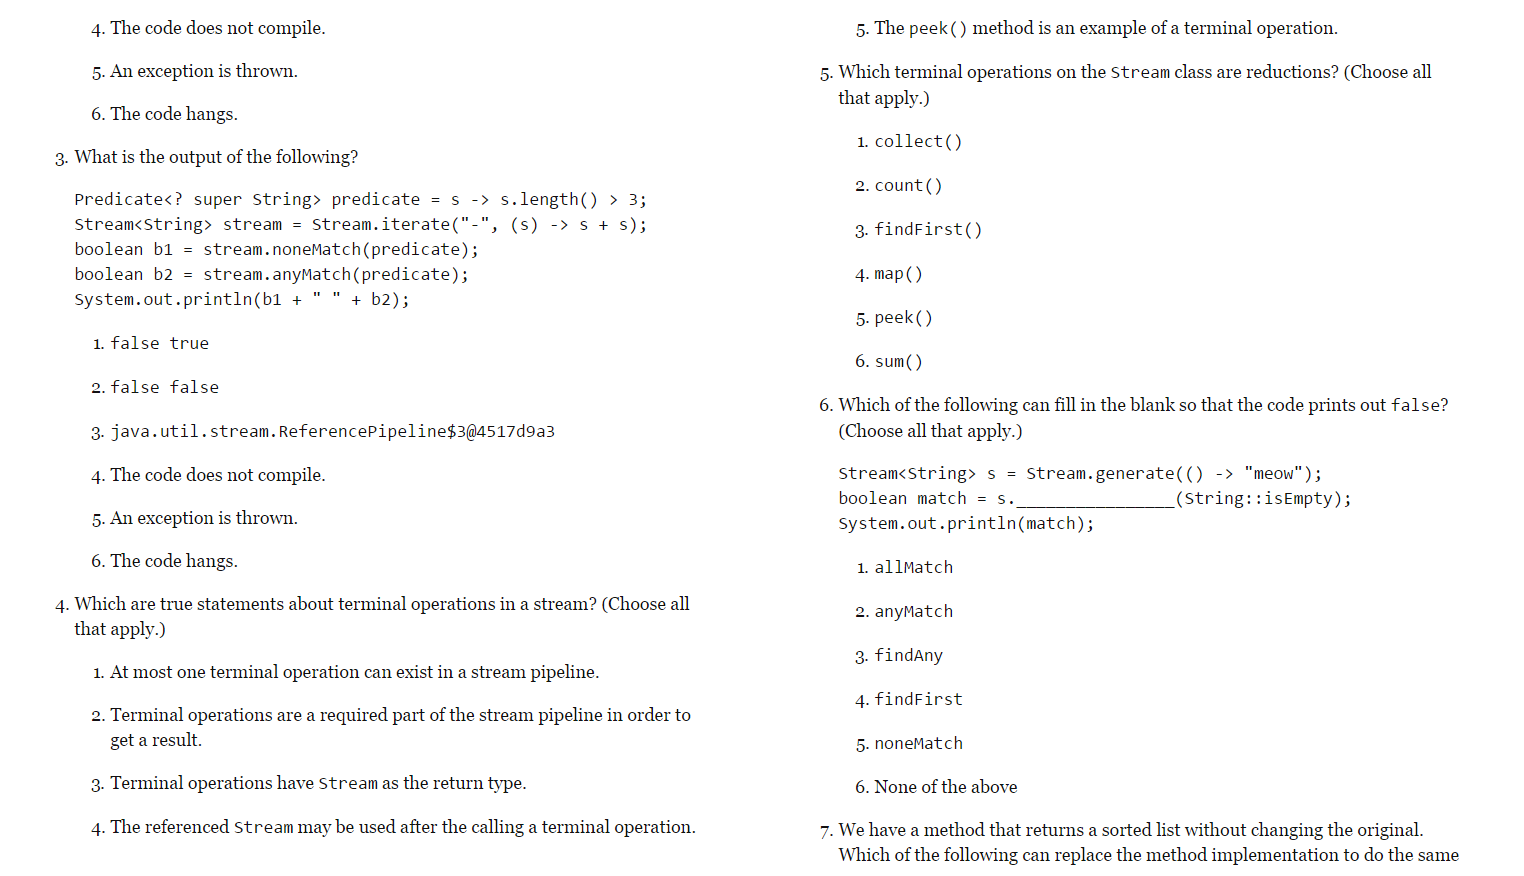 4. The code does not compile.
5. An exception is thrown.
6. The code hangs.
3. What is the output of the following?
Predicate<? super String> predicate = s -> s.length() > 3;
Stream<String> stream = Stream.iterate("-", (s) -> s + s);
boolean b1 = stream.noneMatch(predicate);
boolean b2 = stream.anyMatch(predicate);
System.out.println(b1 + " " + b2);
1. false true
2. false false
3. java.util.stream.ReferencePipeline$3@4517d9a3
4. The code does not compile.
5. An exception is thrown.
6. The code hangs.
4. Which are true statements about terminal operations in a stream? (Choose all
that apply.)
1. At most one terminal operation can exist in a stream pipeline.
2. Terminal operations are a required part of the stream pipeline in order to
get a result.
3. Terminal operations have Stream as the return type.
4. The referenced Stream may be used after the calling a terminal operation.
5. The peek() method is an example of a terminal operation.
5. Which terminal operations on the Stream class are reductions? (Choose all
that apply.)
1. collect()
2. count()
3. findFirst()
4. map()
5. peek()
6. sum()
6. Which of the following can fill in the blank so that the code prints out false?
(Choose all that apply.)
Stream<String> s = Stream.generate(() -> "meow");
boolean match = s.________________(String::isEmpty);
System.out.println(match);
1. allMatch
2. anyMatch
3. findAny
4. findFirst
5. noneMatch
6. None of the above
7. We have a method that returns a sorted list without changing the original.
Which of the following can replace the method implementation to do the same